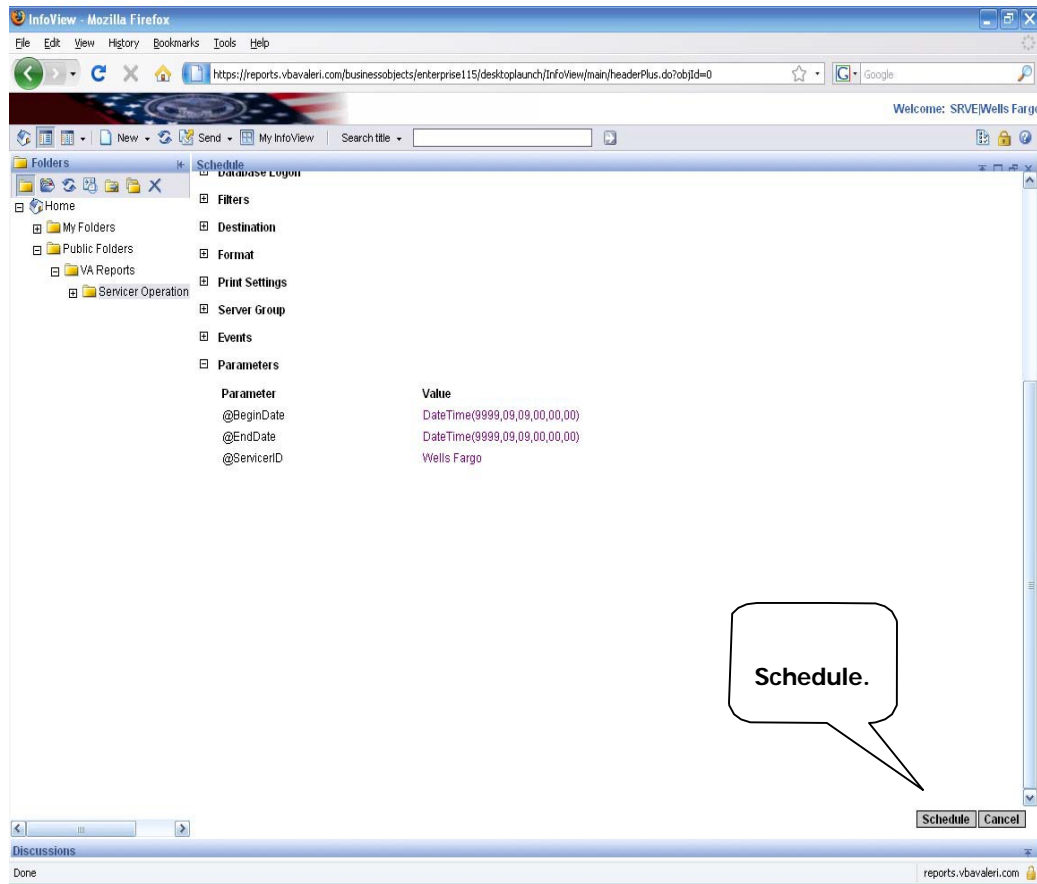 InfoView - Mozilla Firefox
File Edit View History Bookmarks Tools Help
https://reports.vbavaleri.com/businessobjects/enterprise115/desktoplaunch/InfoView/main/headerPlus.do?objId=0
Google
Welcome: SRVE|Wells Farg
New Send My InfoView Search title
Folders
Schedule
Database Logon
Home
My Folders
Public Folders
VA Reports
Servicer Operation
Filters
Destination
Format
Print Settings
Server Group
Events
Parameters
Parameter Value
@BeginDate DateTime(9999,09,09,00,00,00)
@EndDate DateTime(9999,09,09,00,00,00)
@ServicerID Wells Fargo
Schedule.
Schedule Cancel
Discussions
Done reports.vbavaleri.com